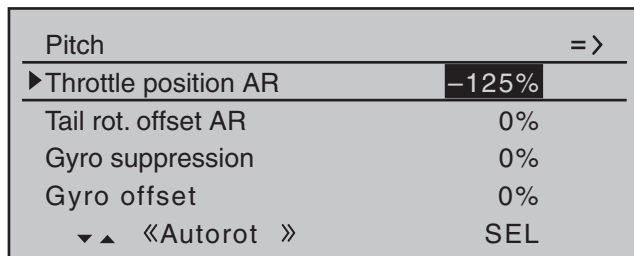 Pitch =>
Throttle position AR –125%
Tail rot. offset AR 0%
Gyro suppression 0%
Gyro offset 0%
«Autorot » SEL